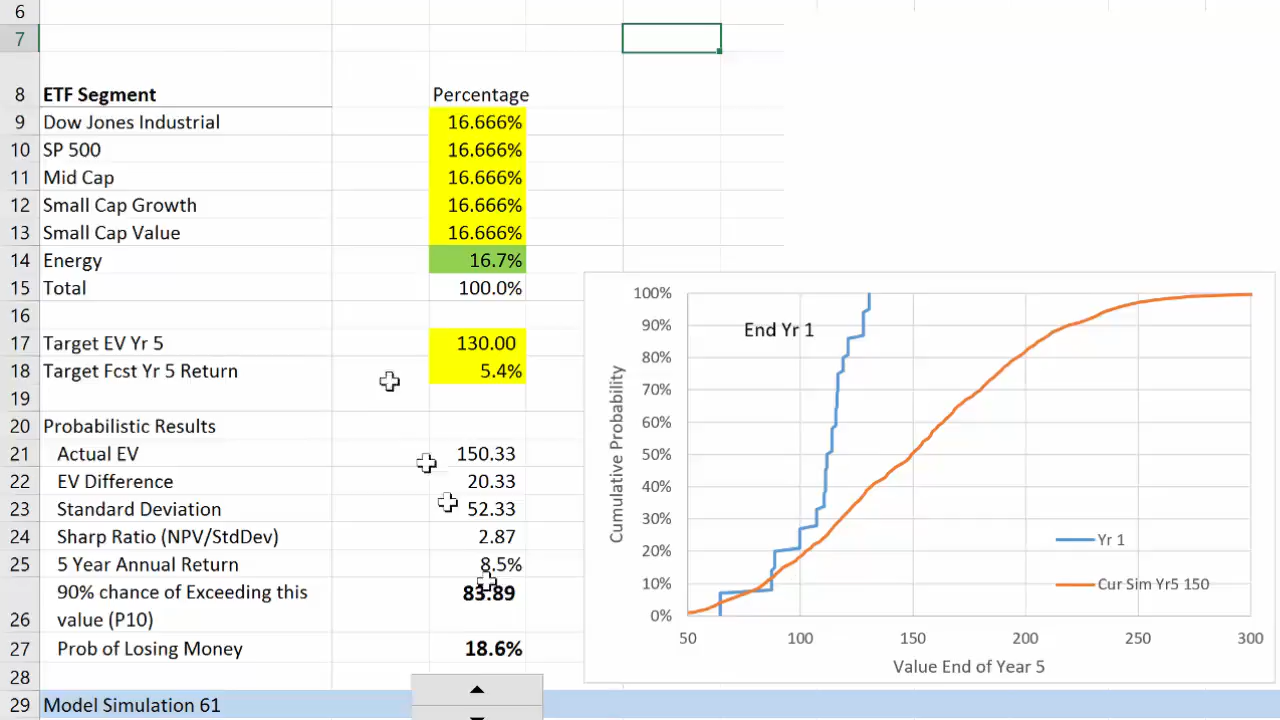 6
7
8 ETF Segment Percentage
9 Dow Jones Industrial 16.666%
10 SP 500 16.666%
11 Mid Cap 16.666%
12 Small Cap Growth 16.666%
13 Small Cap Value 16.666%
14 Energy 16.7%
15 Total 100.0%
16
17 Target EV Yr 5 130.00
18 Target Fcst Yr 5 Return 5.4%
19
20 Probabilistic Results
21 Actual EV 150.33
22 EV Difference 20.33
23 Standard Deviation 52.33
24 Sharp Ratio (NPV/StdDev) 2.87
25 5 Year Annual Return 8.5%
90% chance of Exceeding this 83.89
26 value (P10)
27 Prob of Losing Money 18.6%
28
29 Model Simulation 61
Cumulative Probability
100%
90%
80%
70%
60%
50%
40%
30%
20%
10%
0%
End Yr 1
Yr 1
Cur Sim Yr5 150
50 100 150 200 250 300
Value End of Year 5